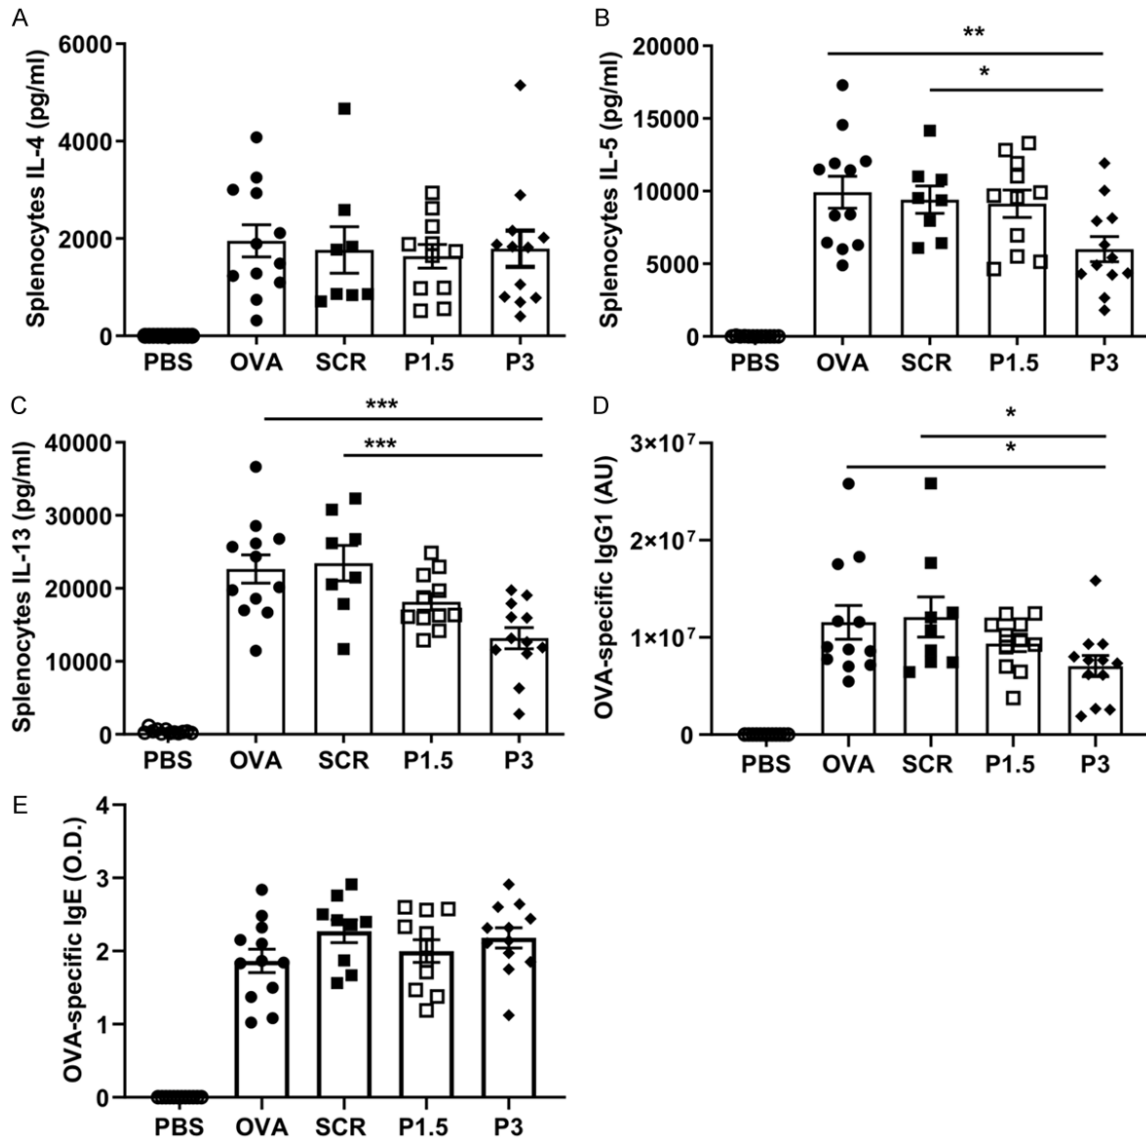 A
Splenocytes IL-4 (pg/ml)
6000
4000
2000
0
PBS OVA SCR P1.5 P3
B
Splenocytes IL-5 (pg/ml)
20000
15000
10000
5000
0
**
*
PBS OVA SCR P1.5 P3
C
Splenocytes IL-13 (pg/ml)
40000
30000
20000
10000
0
***
***
PBS OVA SCR P1.5 P3
D
OVA-specific IgG1 (AU)
3×10⁷
2×10⁷
1×10⁷
0
*
*
PBS OVA SCR P1.5 P3
E
OVA-specific IgE (O.D.)
4
3
2
1
0
PBS OVA SCR P1.5 P3